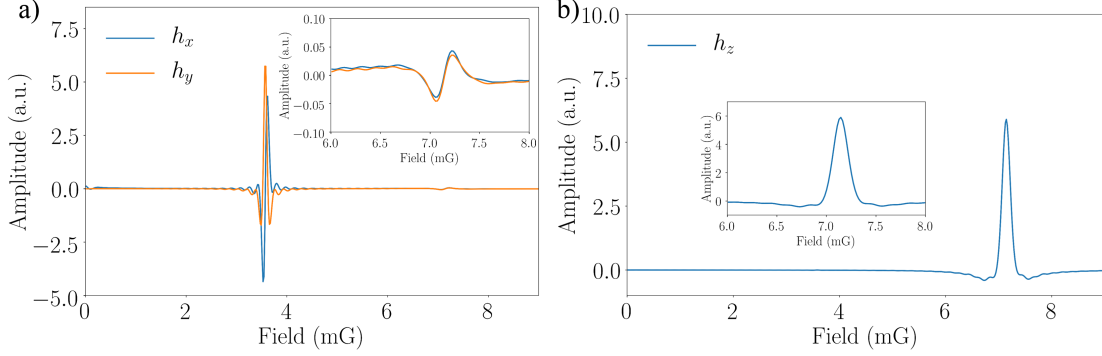 a)
7.5
5.0
2.5
0.0
−2.5
−5.0
Amplitude (a.u.)
h_x
h_y
0 2 4 6 8
Field (mG)
0.10
0.05
0.00
−0.05
−0.10
Amplitude (a.u.)
6.0 6.5 7.0 7.5 8.0
Field (mG)
b)
10.0
7.5
5.0
2.5
0.0
Amplitude (a.u.)
h_z
0 2 4 6 8
Field (mG)
6
4
2
0
Amplitude (a.u.)
6.0 6.5 7.0 7.5 8.0
Field (mG)